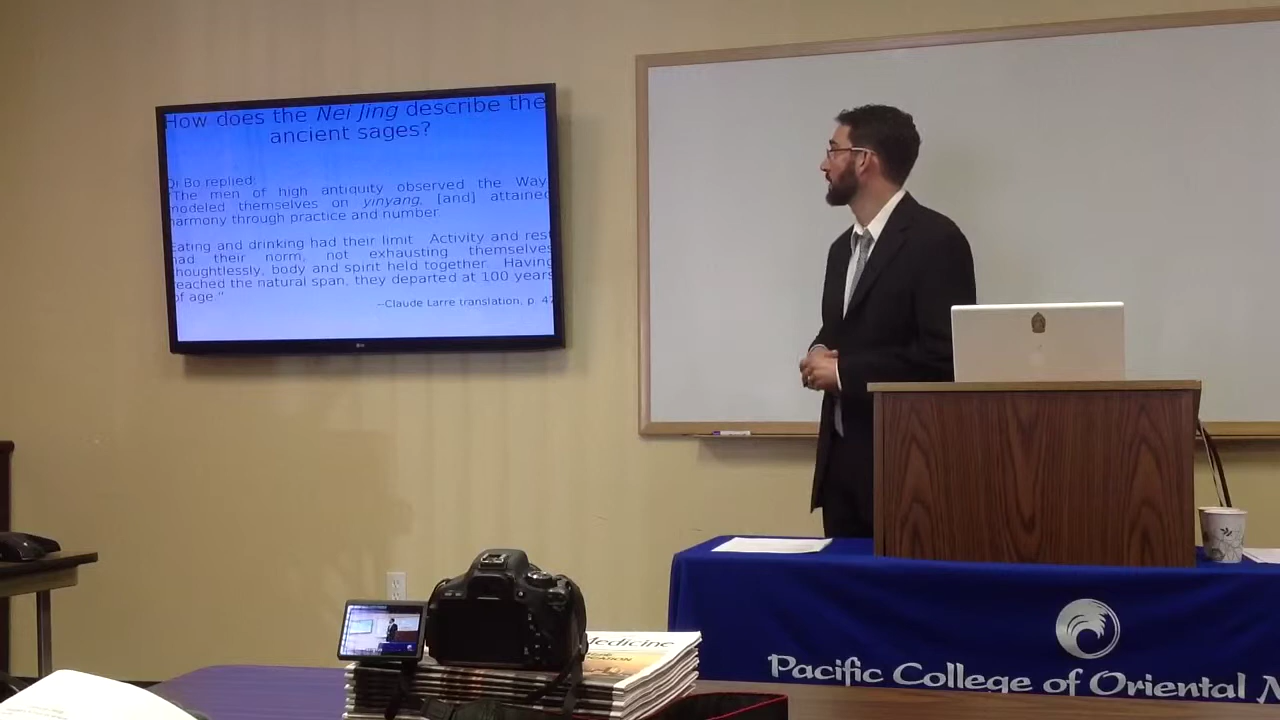 How does the Nei Jing describe the
ancient sages?
Qi Bo replied:
"The men of high antiquity observed the Way,
modeled themselves on yinyang, [and] attained
harmony through practice and number.
Eating and drinking had their limit. Activity and rest
had their norm, not exhausting themselves
thoughtlessly, body and spirit held together. Having
reached the natural span, they departed at 100 years
of age."
--Claude Larre translation, p. 42
LG
Medicine
Pacific College of Oriental M